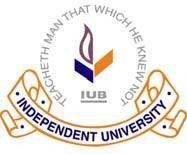 TEACHETH MAN THAT WHICH HE KNEW NOT
IUB
INDEPENDENT UNIVERSITY